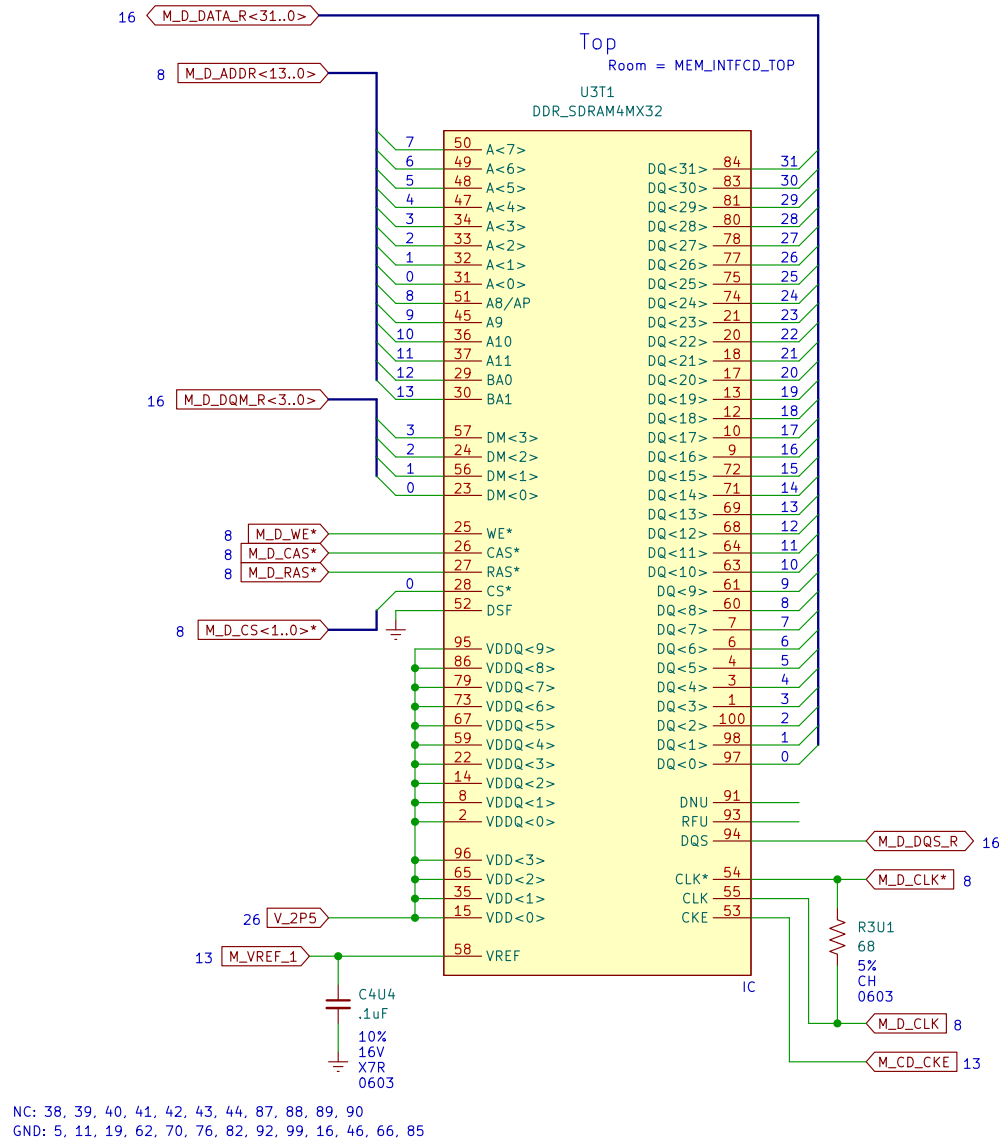 16 M_D_DATA_R<31..0>
Top
Room = MEM_INTFCD_TOP
8 M_D_ADDR<13..0>
U3T1
DDR_SDRAM4MX32
7 50 A<7>
6 49 A<6> DQ<31> 84 31
5 48 A<5> DQ<30> 83 30
4 47 A<4> DQ<29> 81 29
3 34 A<3> DQ<28> 80 28
2 33 A<2> DQ<27> 78 27
1 32 A<1> DQ<26> 77 26
0 31 A<0> DQ<25> 75 25
8 51 A8/AP DQ<24> 74 24
9 45 A9 DQ<23> 21 23
10 36 A10 DQ<22> 20 22
11 37 A11 DQ<21> 18 21
12 29 BA0 DQ<20> 17 20
16 M_D_DQM_R<3..0> 13 30 BA1 DQ<19> 13 19
DQ<18> 12 18
3 57 DM<3> DQ<17> 10 17
2 24 DM<2> DQ<16> 9 16
1 56 DM<1> DQ<15> 72 15
0 23 DM<0> DQ<14> 71 14
DQ<13> 69 13
8 M_D_WE* 25 WE* DQ<12> 68 12
8 M_D_CAS* 26 CAS* DQ<11> 64 11
8 M_D_RAS* 27 RAS* DQ<10> 63 10
0 28 CS* DQ<9> 61 9
52 DSF DQ<8> 60 8
8 M_D_CS<1..0>* DQ<7> 7 7
95 VDDQ<9> DQ<6> 6 6
86 VDDQ<8> DQ<5> 4 5
79 VDDQ<7> DQ<4> 3 4
73 VDDQ<6> DQ<3> 1 3
67 VDDQ<5> DQ<2> 100 2
59 VDDQ<4> DQ<1> 98 1
22 VDDQ<3> DQ<0> 97 0
14 VDDQ<2>
8 VDDQ<1> DNU 91
2 VDDQ<0> RFU 93
DQS 94 M_D_DQS_R 16
96 VDD<3>
65 VDD<2> CLK* 54 M_D_CLK* 8
35 VDD<1> CLK 55
26 V_2P5 15 VDD<0> CKE 53
R3U1
68
5%
CH
0603
13 M_VREF_1 58 VREF
IC
C4U4
.1uF
10%
16V
X7R
0603
M_D_CLK 8
M_CD_CKE 13
NC: 38, 39, 40, 41, 42, 43, 44, 87, 88, 89, 90
GND: 5, 11, 19, 62, 70, 76, 82, 92, 99, 16, 46, 66, 85